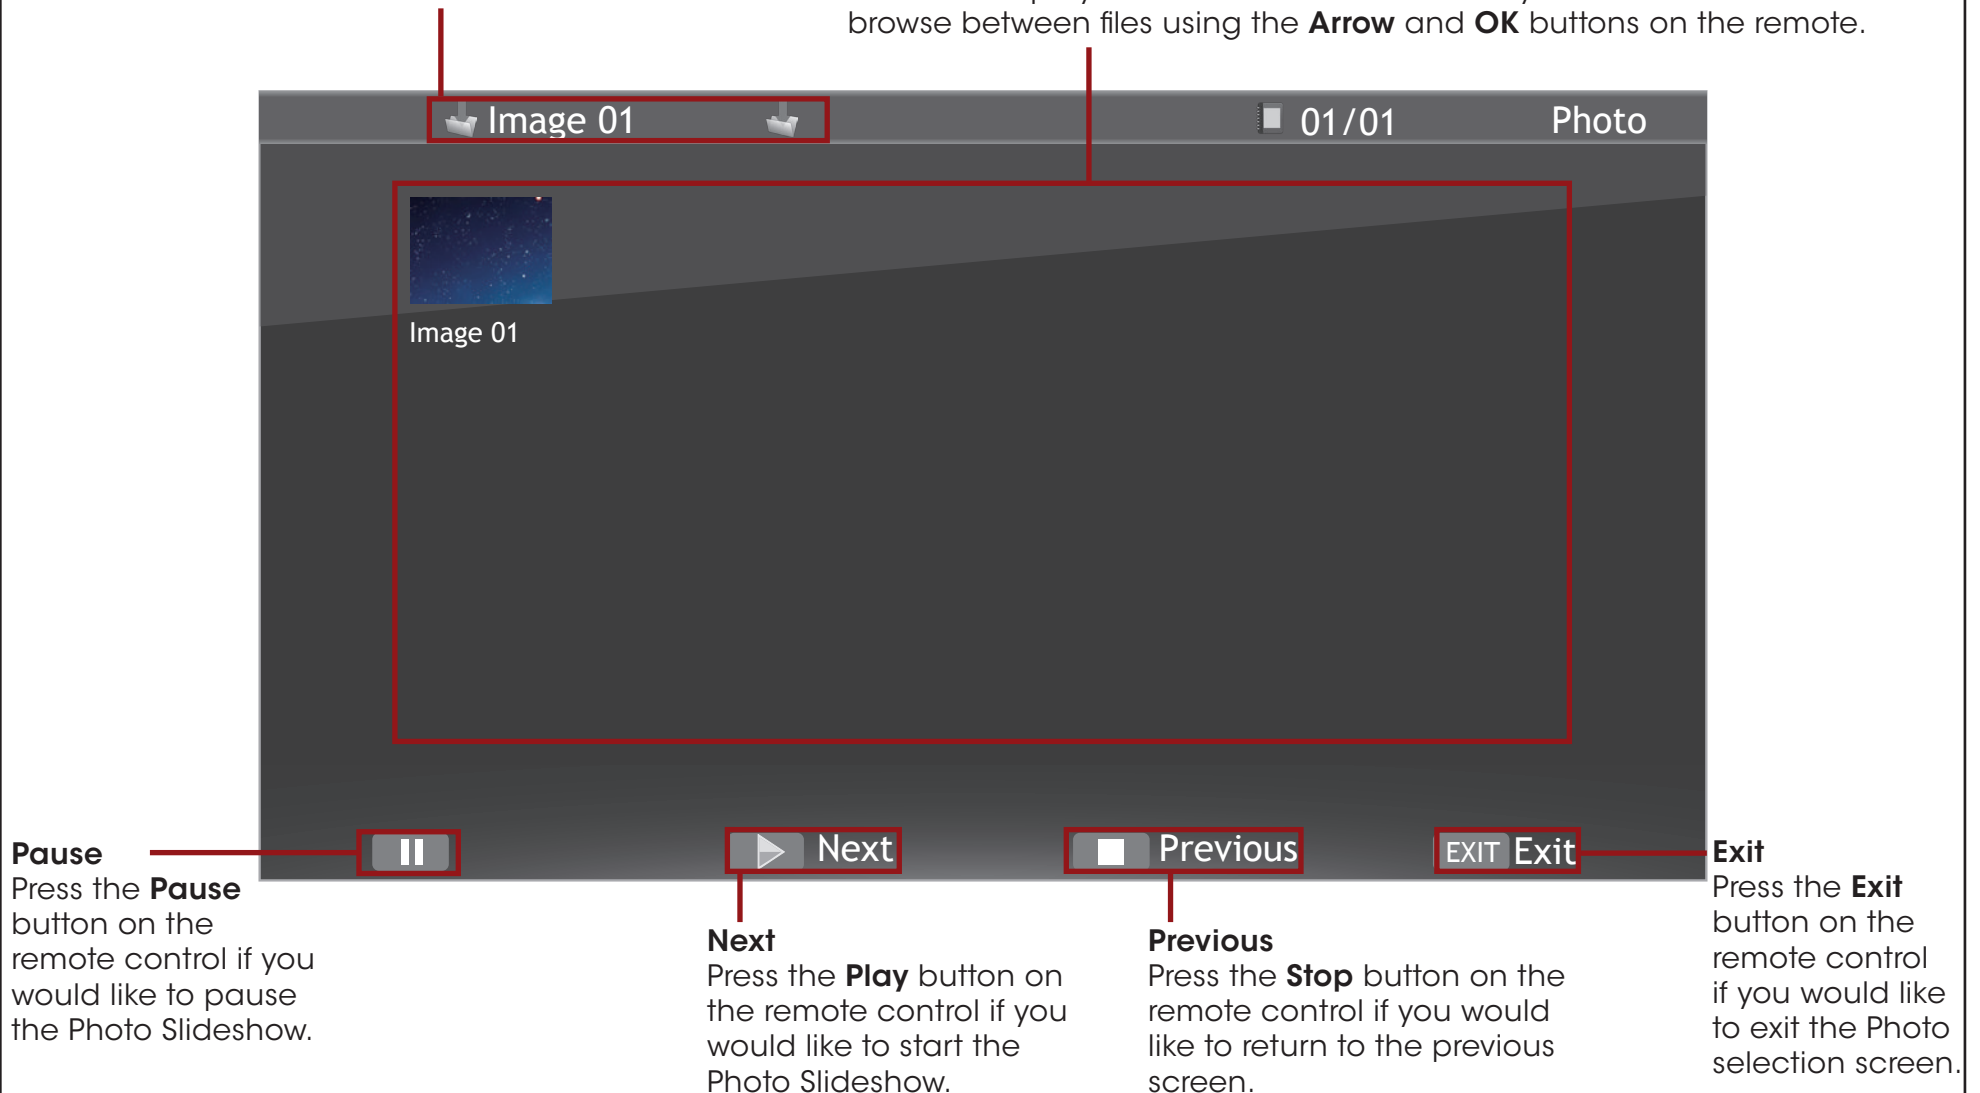 browse between files using the Arrow and OK buttons on the remote.
Image 01
01/01
Photo
Image 01
Next
Previous
EXIT Exit
Pause
Press the Pause
button on the
remote control if you
would like to pause
the Photo Slideshow.
Next
Press the Play button on
the remote control if you
would like to start the
Photo Slideshow.
Previous
Press the Stop button on the
remote control if you would
like to return to the previous
screen.
Exit
Press the Exit
button on the
remote control
if you would like
to exit the Photo
selection screen.